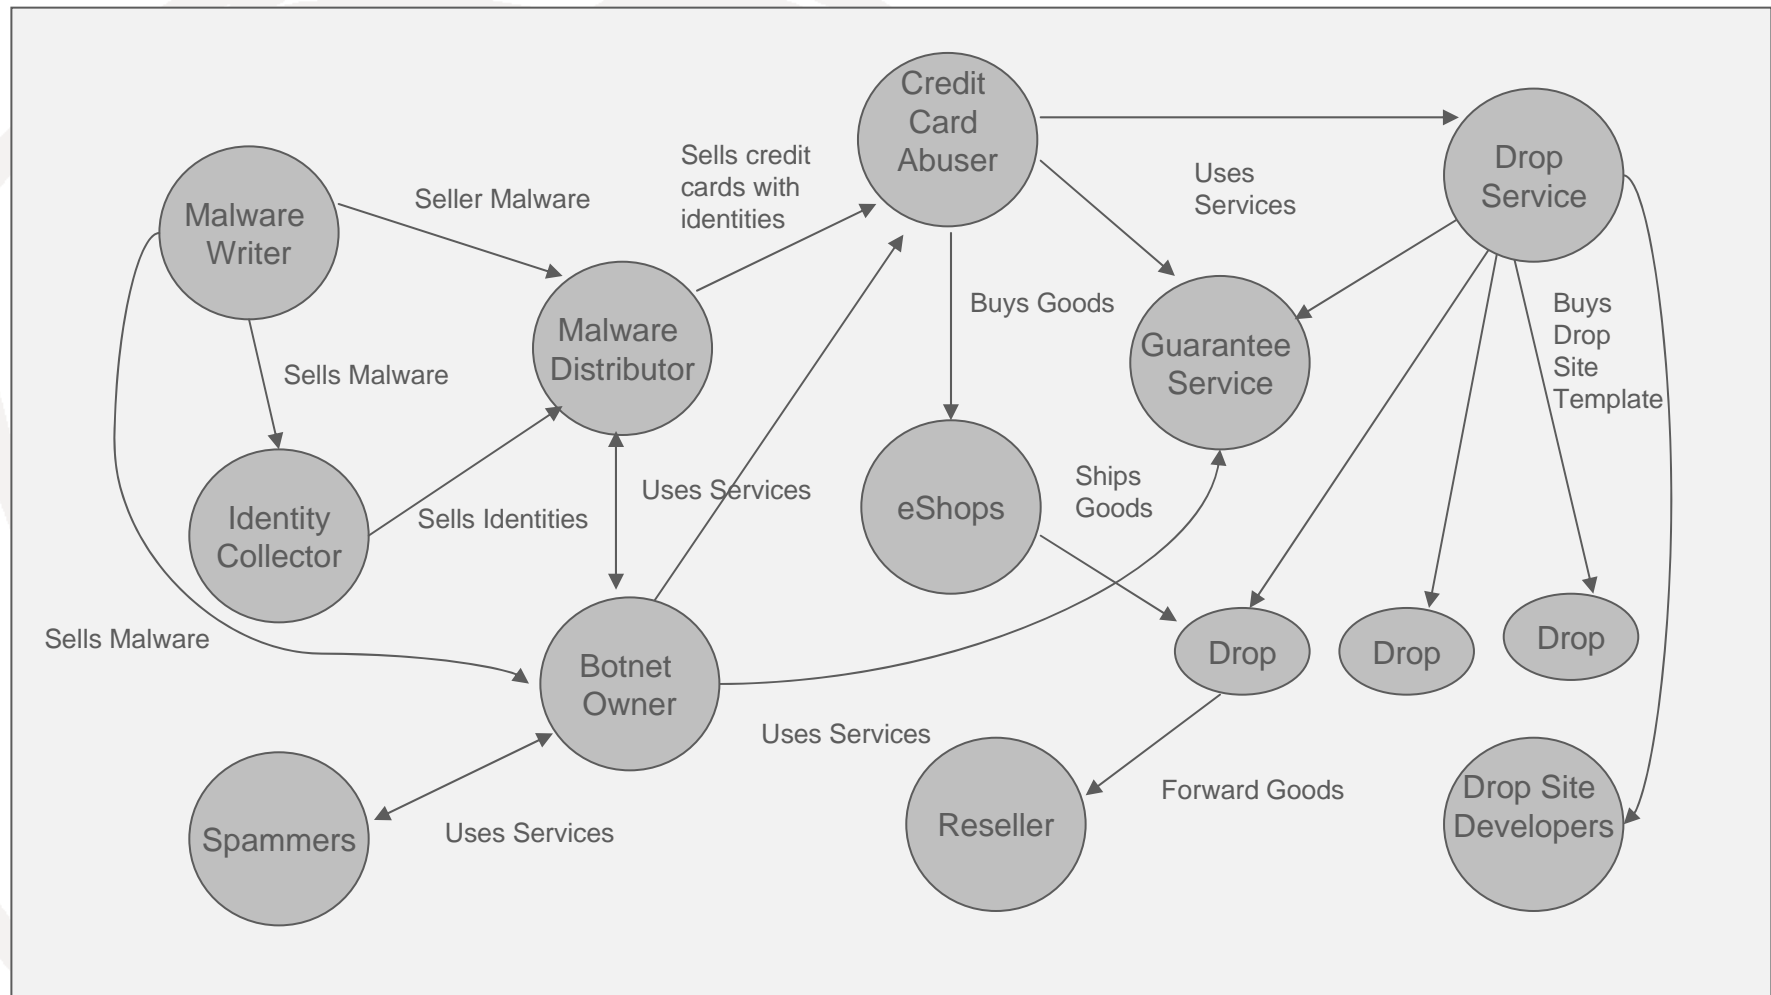 Credit
Card
Abuser
Drop
Service
Malware
Writer
Seller Malware
Sells credit
cards with
identities
Uses
Services
Malware
Distributor
Buys Goods
Guarantee
Service
Buys
Drop
Site
Template
Sells Malware
Identity
Collector
Sells Identities
Uses Services
eShops
Ships
Goods
Sells Malware
Botnet
Owner
Drop
Drop
Drop
Uses Services
Spammers
Uses Services
Reseller
Forward Goods
Drop Site
Developers